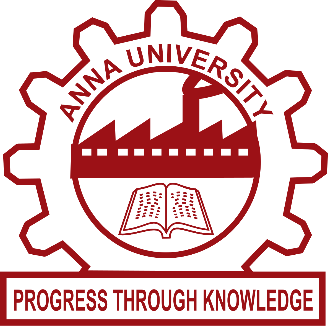 ANNA UNIVERSITY
PROGRESS THROUGH KNOWLEDGE